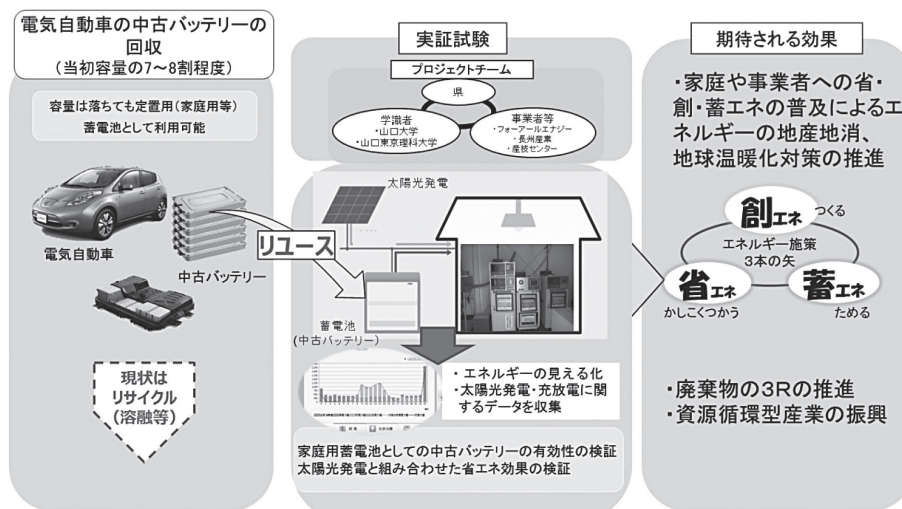 電気自動車の中古バッテリーの
回収
(当初容量の7～8割程度)
容量は落ちても定置用(家庭用等)
蓄電池として利用可能
電気自動車
中古バッテリー
現状は
リサイクル
(溶融等)
リユース
実証試験
プロジェクトチーム
県
学識者
・山口大学
・山口東京理科大学
事業者等
・フォーアールエナジー
・長州産業
・産技センター
太陽光発電
蓄電池
(中古バッテリー)
・エネルギーの見える化
・太陽光発電・充放電に関
するデータを収集
家庭用蓄電池としての中古バッテリーの有効性の検証
太陽光発電と組み合わせた省エネ効果の検証
期待される効果
・家庭や事業者への省・
創・蓄エネの普及によるエ
ネルギーの地産地消、
地球温暖化対策の推進
創エネ つくる
エネルギー施策
3本の矢
省エネ
かしこくつかう
蓄エネ
ためる
・廃棄物の3Rの推進
・資源循環型産業の振興